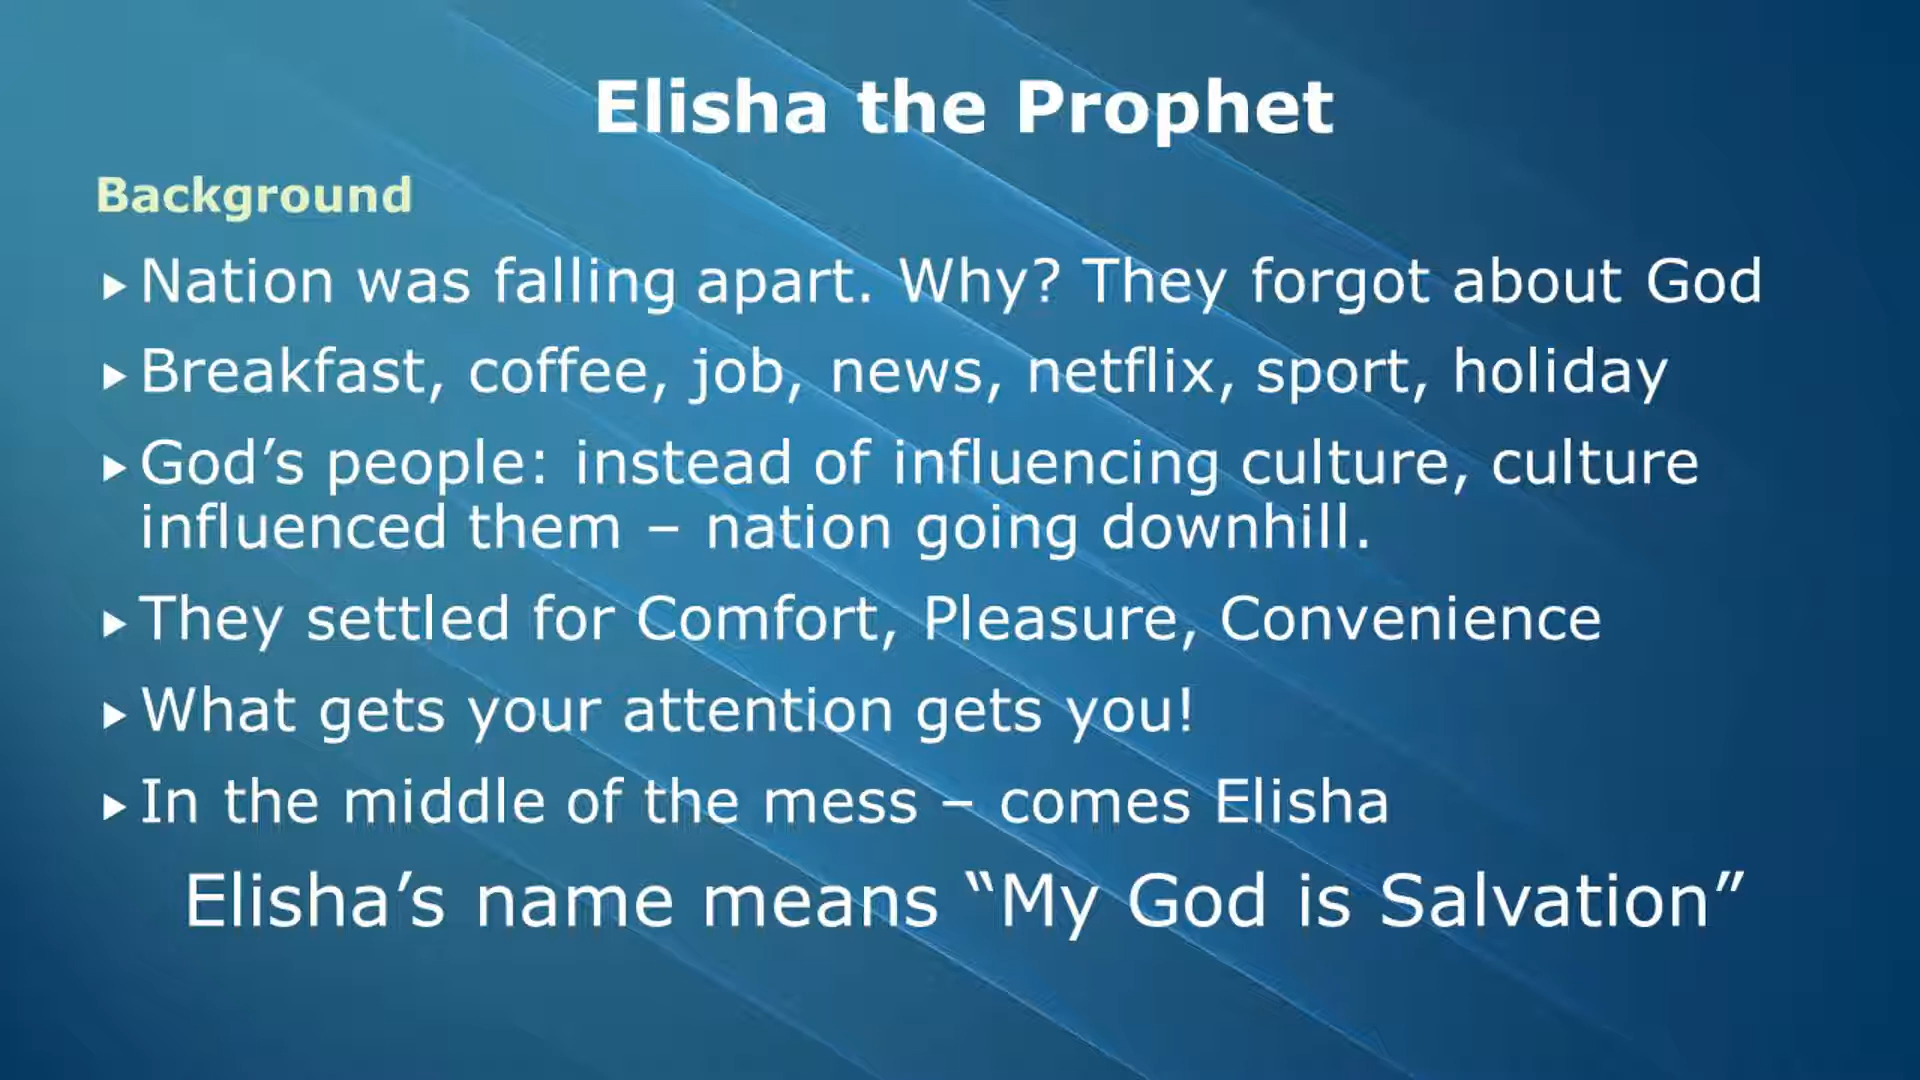 Elisha the Prophet
Background
▸Nation was falling apart. Why? They forgot about God
▸Breakfast, coffee, job, news, netflix, sport, holiday
▸God’s people: instead of influencing culture, culture
influenced them – nation going downhill.
▸They settled for Comfort, Pleasure, Convenience
▸What gets your attention gets you!
▸In the middle of the mess – comes Elisha
Elisha’s name means “My God is Salvation”